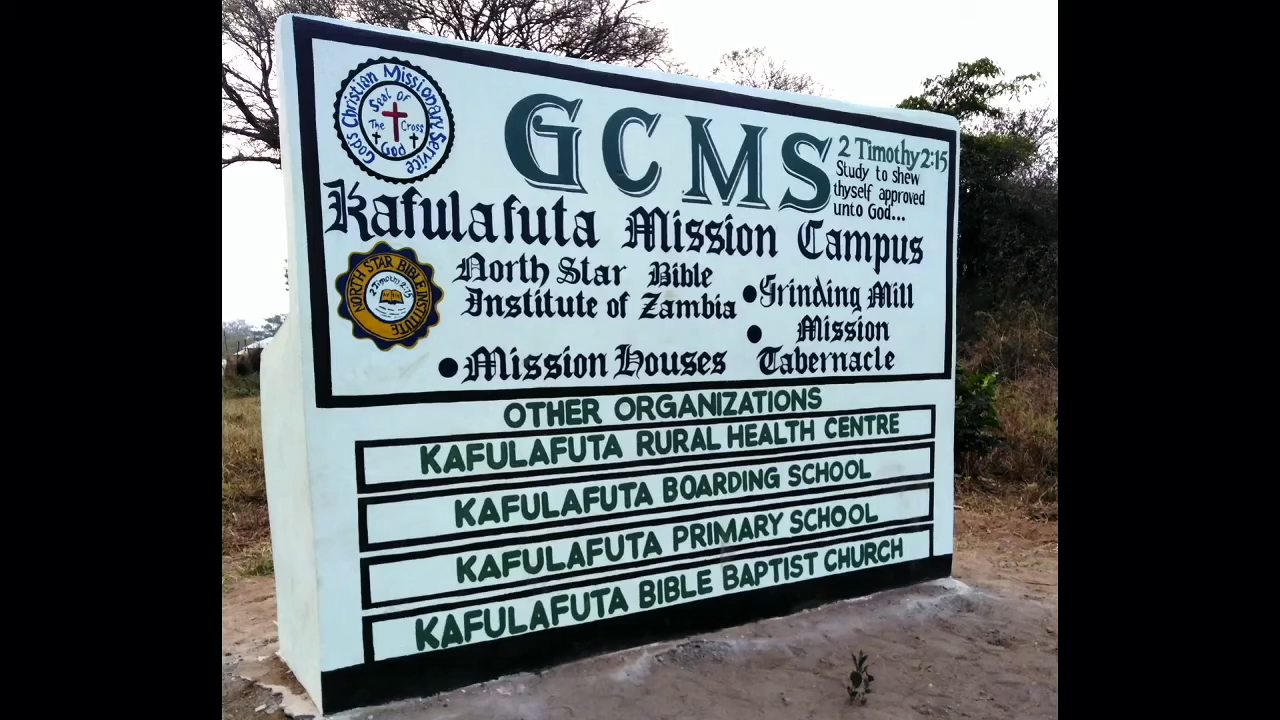 God's Christian Missionary Service
Seal of
The Cross
God
GCMS
2 Timothy 2:15
Study to shew
thyself approved
unto God...
Kafulafuta Mission Campus
NORTH STAR BIBLE INSTITUTE
2 Timothy 2:15
North Star Bible
Institute of Zambia
●Grinding Mill
● Mission
Tabernacle
●Mission Houses
OTHER ORGANIZATIONS
KAFULAFUTA RURAL HEALTH CENTRE
KAFULAFUTA BOARDING SCHOOL
KAFULAFUTA PRIMARY SCHOOL
KAFULAFUTA BIBLE BAPTIST CHURCH